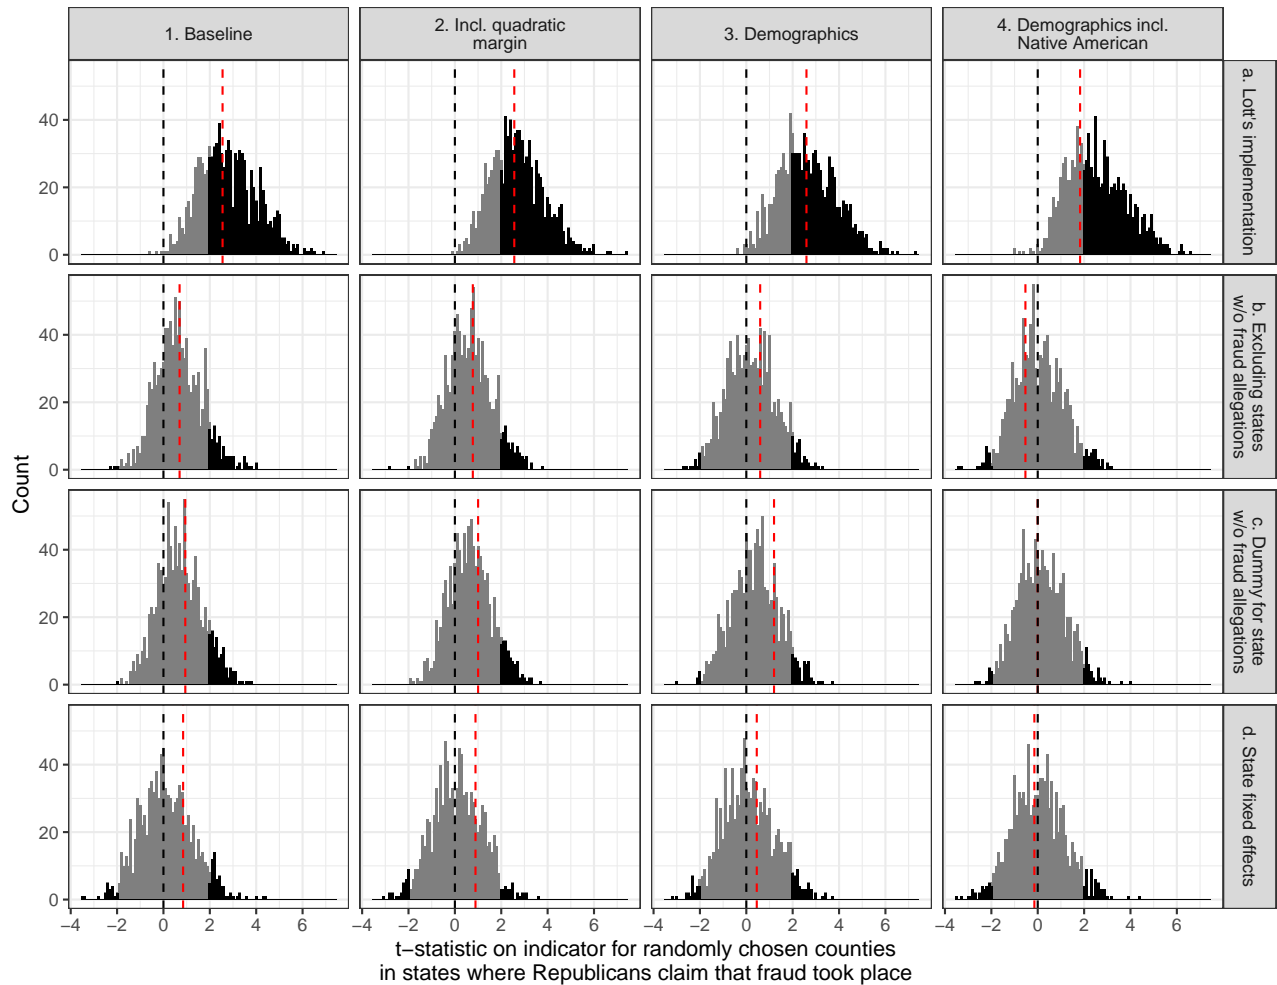 1. Baseline
2. Incl. quadratic
margin
3. Demographics
4. Demographics incl.
Native American
a. Lott's implementation
b. Excluding states
w/o fraud allegations
c. Dummy for state
w/o fraud allegations
d. State fixed effects
Count
40
20
0
40
20
0
40
20
0
40
20
0
−4 −2 0 2 4 6 −4 −2 0 2 4 6 −4 −2 0 2 4 6 −4 −2 0 2 4 6
t−statistic on indicator for randomly chosen counties
in states where Republicans claim that fraud took place